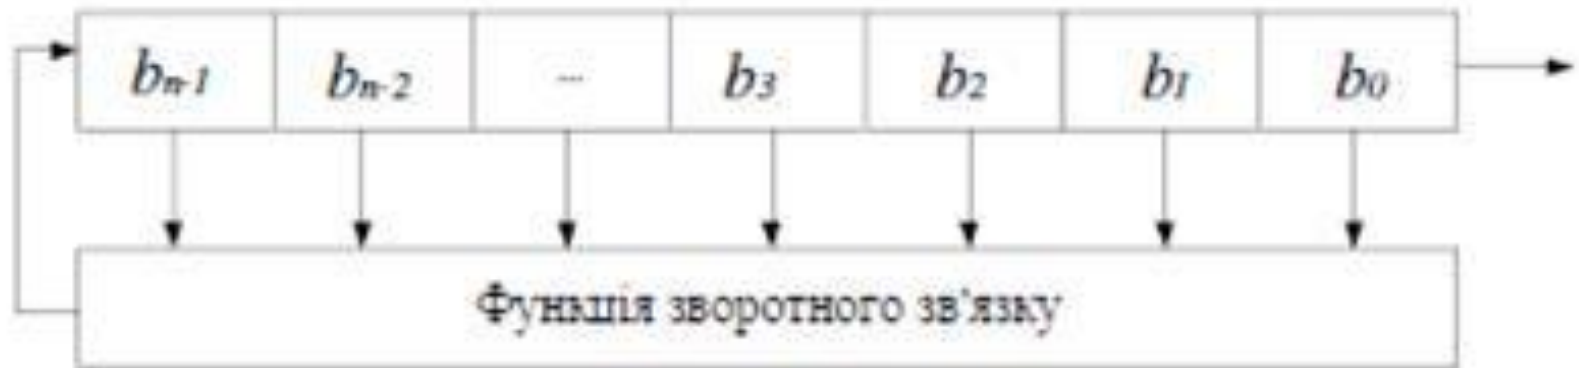 bn-1 bn-2 ... b3 b2 b1 b0
Функція зворотного зв'язку